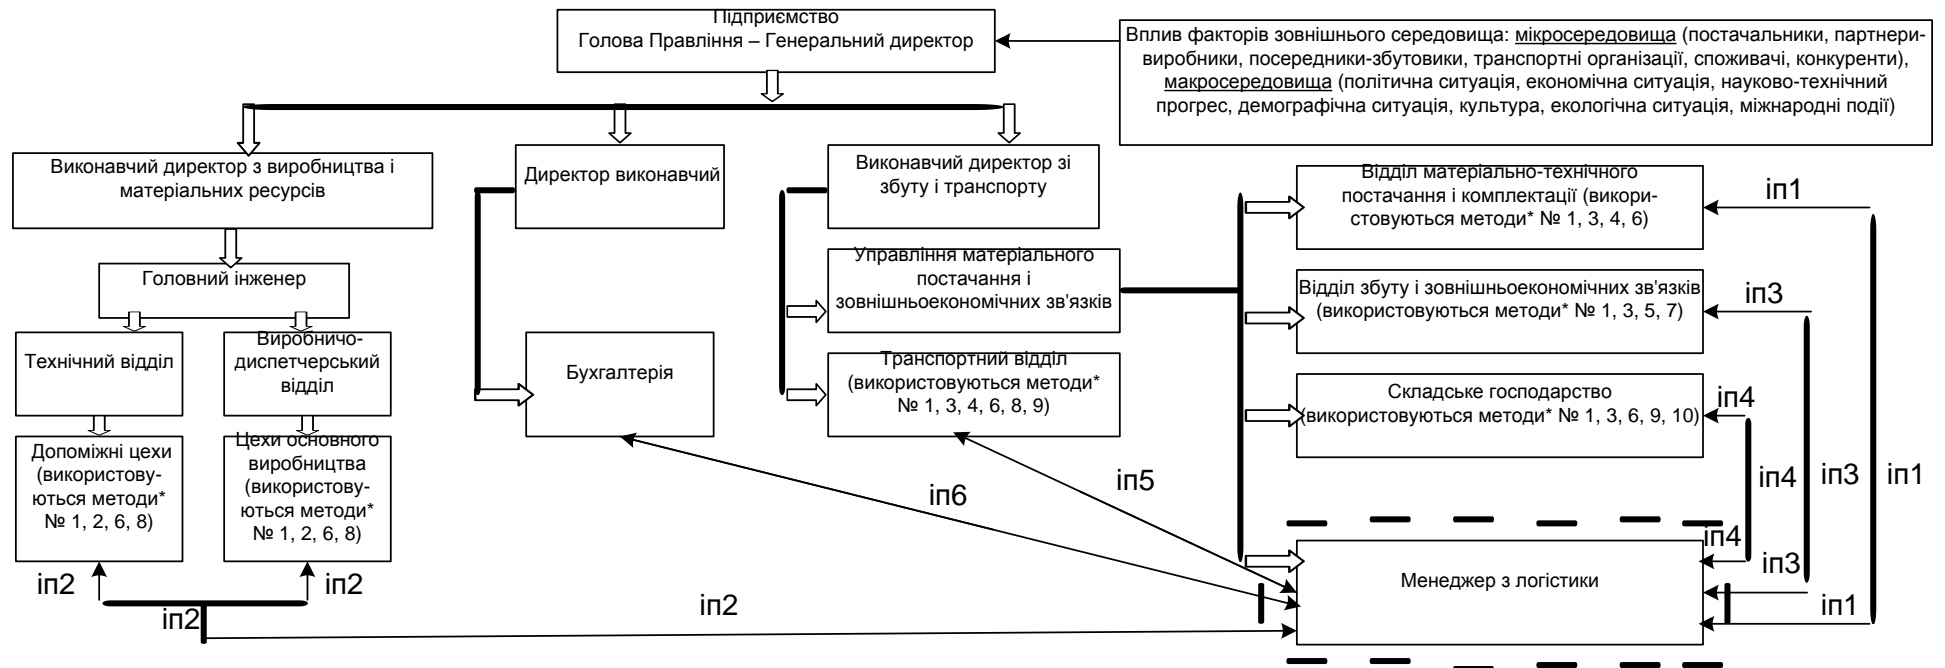 Підприємство
Голова Правління – Генеральний директор
Вплив факторів зовнішнього середовища: мікросередовища (постачальники, партнери-
виробники, посередники-збутовики, транспортні організації, споживачі, конкуренти),
макросередовища (політична ситуація, економічна ситуація, науково-технічний
прогрес, демографічна ситуація, культура, екологічна ситуація, міжнародні події)
Виконавчий директор з виробництва і
матеріальних ресурсів
Директор виконавчий
Виконавчий директор зі
збуту і транспорту
Відділ матеріально-технічного
постачання і комплектації (викори-
стовуються методи* № 1, 3, 4, 6)
іп1
Головний інженер
Управління матеріального
постачання і
зовнішньоекономічних зв'язків
Відділ збуту і зовнішньоекономічних зв'язків
(використовуються методи* № 1, 3, 5, 7)
іп3
Технічний відділ
Виробничо-
диспетчерський
відділ
Бухгалтерія
Транспортний відділ
(використовуються методи*
№ 1, 3, 4, 6, 8, 9)
Складське господарство
(використовуються методи* № 1, 3, 6, 9, 10)
іп4
Допоміжні цехи
(використову-
ються методи*
№ 1, 2, 6, 8)
Цехи основного
виробництва
(використову-
ються методи*
№ 1, 2, 6, 8)
іп6
іп5
іп4
іп3
іп1
іп4
іп3
іп1
Менеджер з логістики
іп2
іп2
іп2
іп2